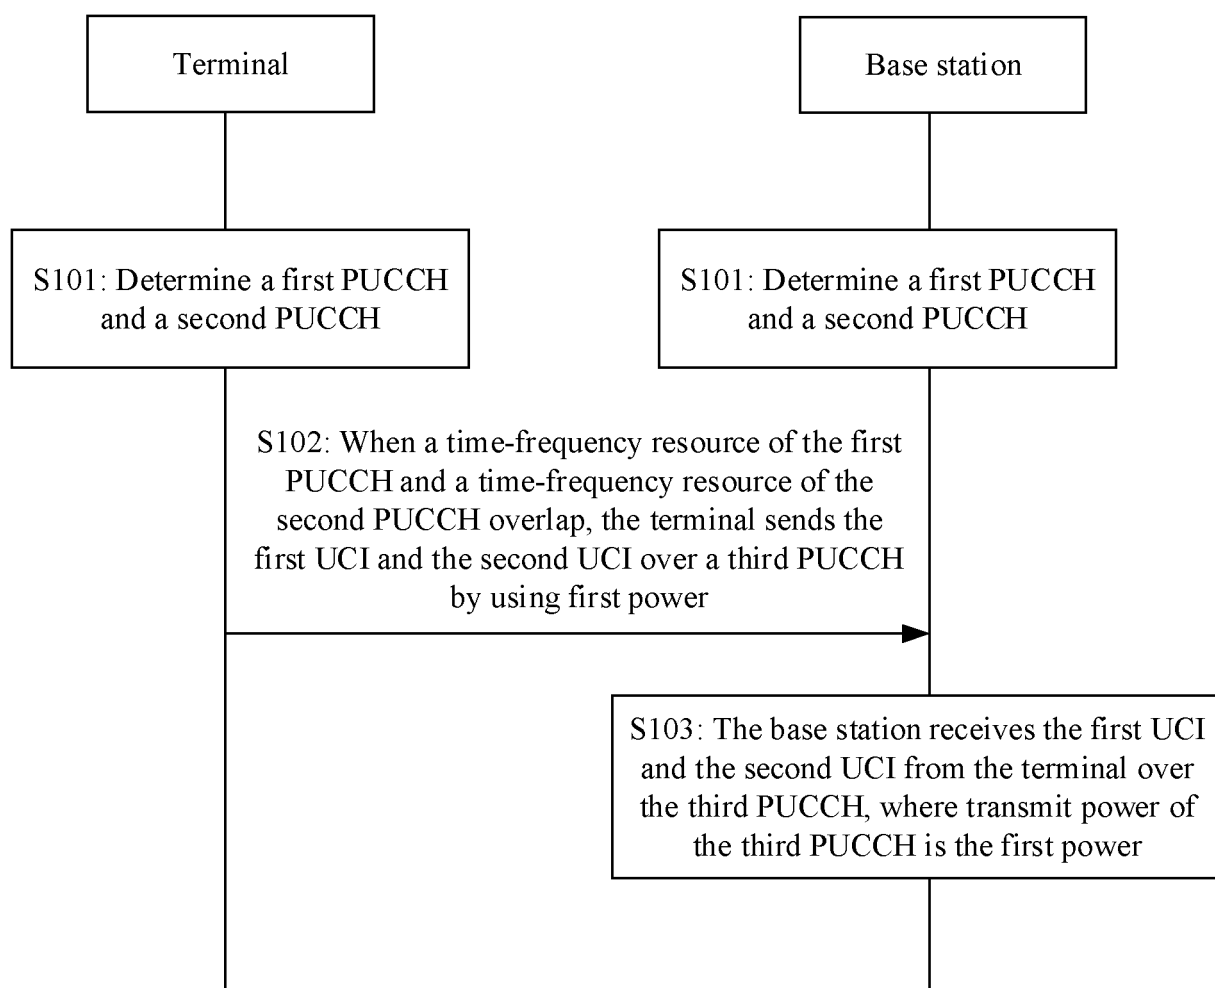 Terminal
Base station
S101: Determine a first PUCCH
and a second PUCCH
S101: Determine a first PUCCH
and a second PUCCH
S102: When a time-frequency resource of the first
PUCCH and a time-frequency resource of the
second PUCCH overlap, the terminal sends the
first UCI and the second UCI over a third PUCCH
by using first power
S103: The base station receives the first UCI
and the second UCI from the terminal over
the third PUCCH, where transmit power of
the third PUCCH is the first power